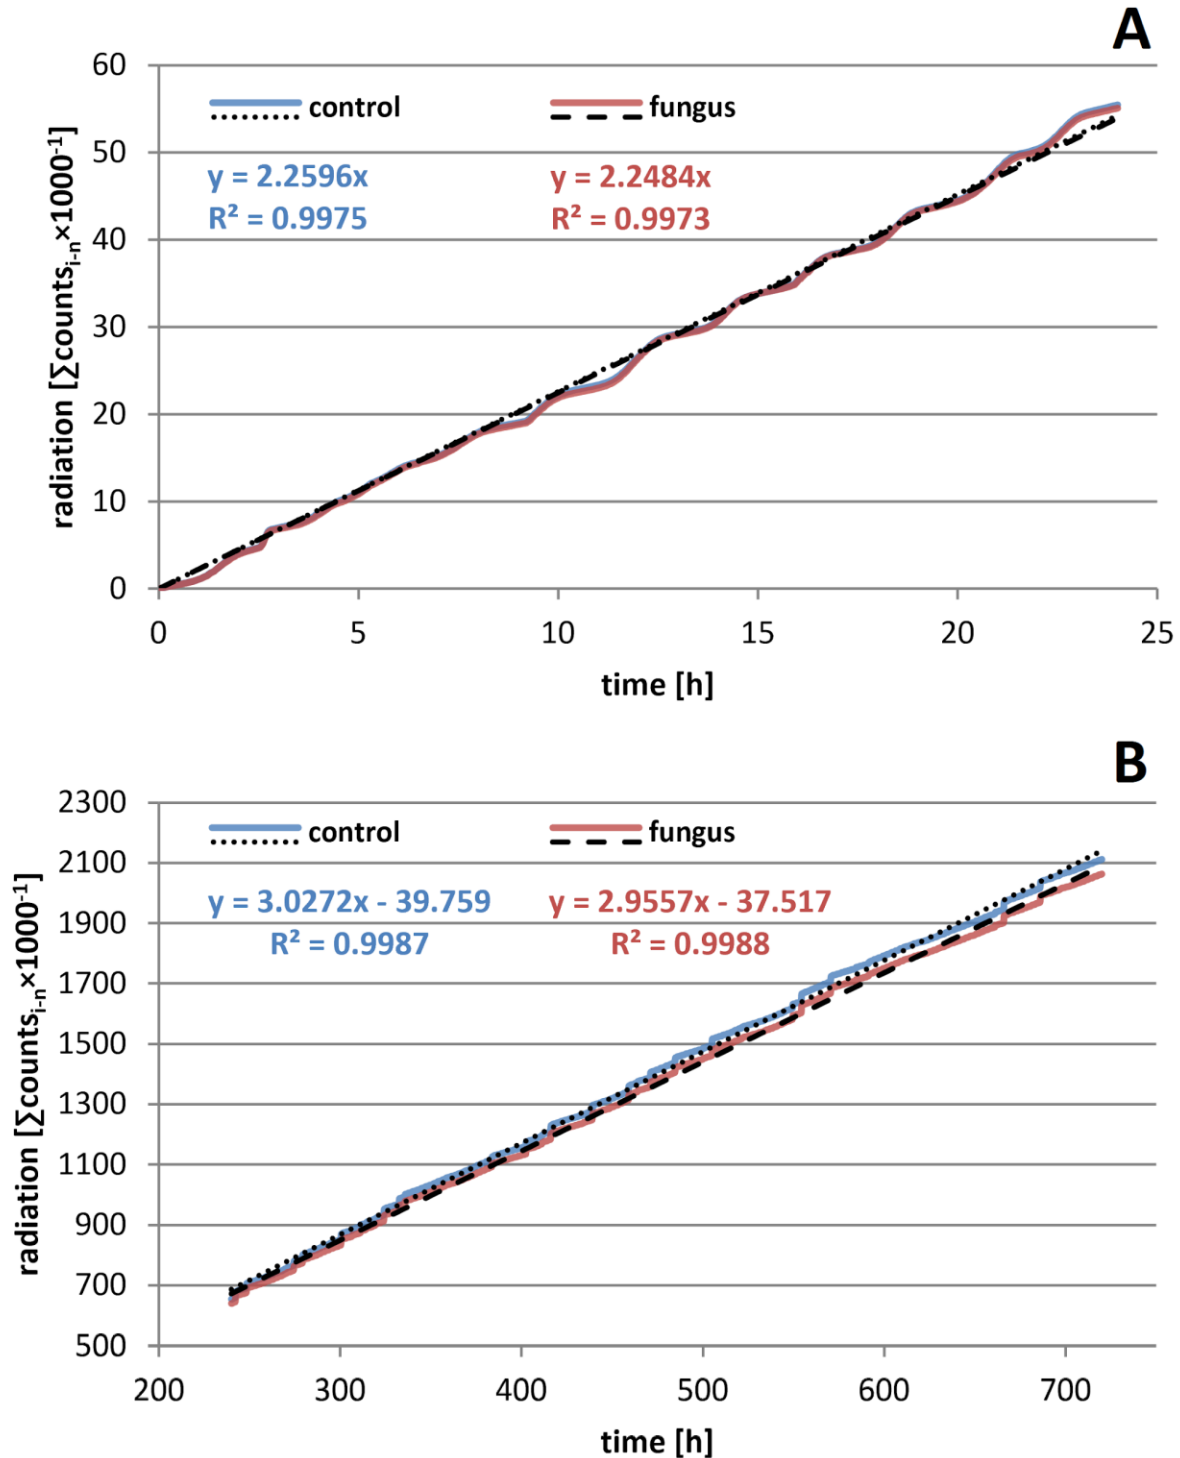 A
60
50
40
30
20
10
0
radiation [∑counts_{i-n}×1000^{-1}]
control
fungus
y = 2.2596x
y = 2.2484x
R² = 0.9975
R² = 0.9973
0 5 10 15 20 25
time [h]
B
2300
2100
1900
1700
1500
1300
1100
900
700
500
radiation [∑counts_{i-n}×1000^{-1}]
control
fungus
y = 3.0272x - 39.759
y = 2.9557x - 37.517
R² = 0.9987
R² = 0.9988
200 300 400 500 600 700
time [h]